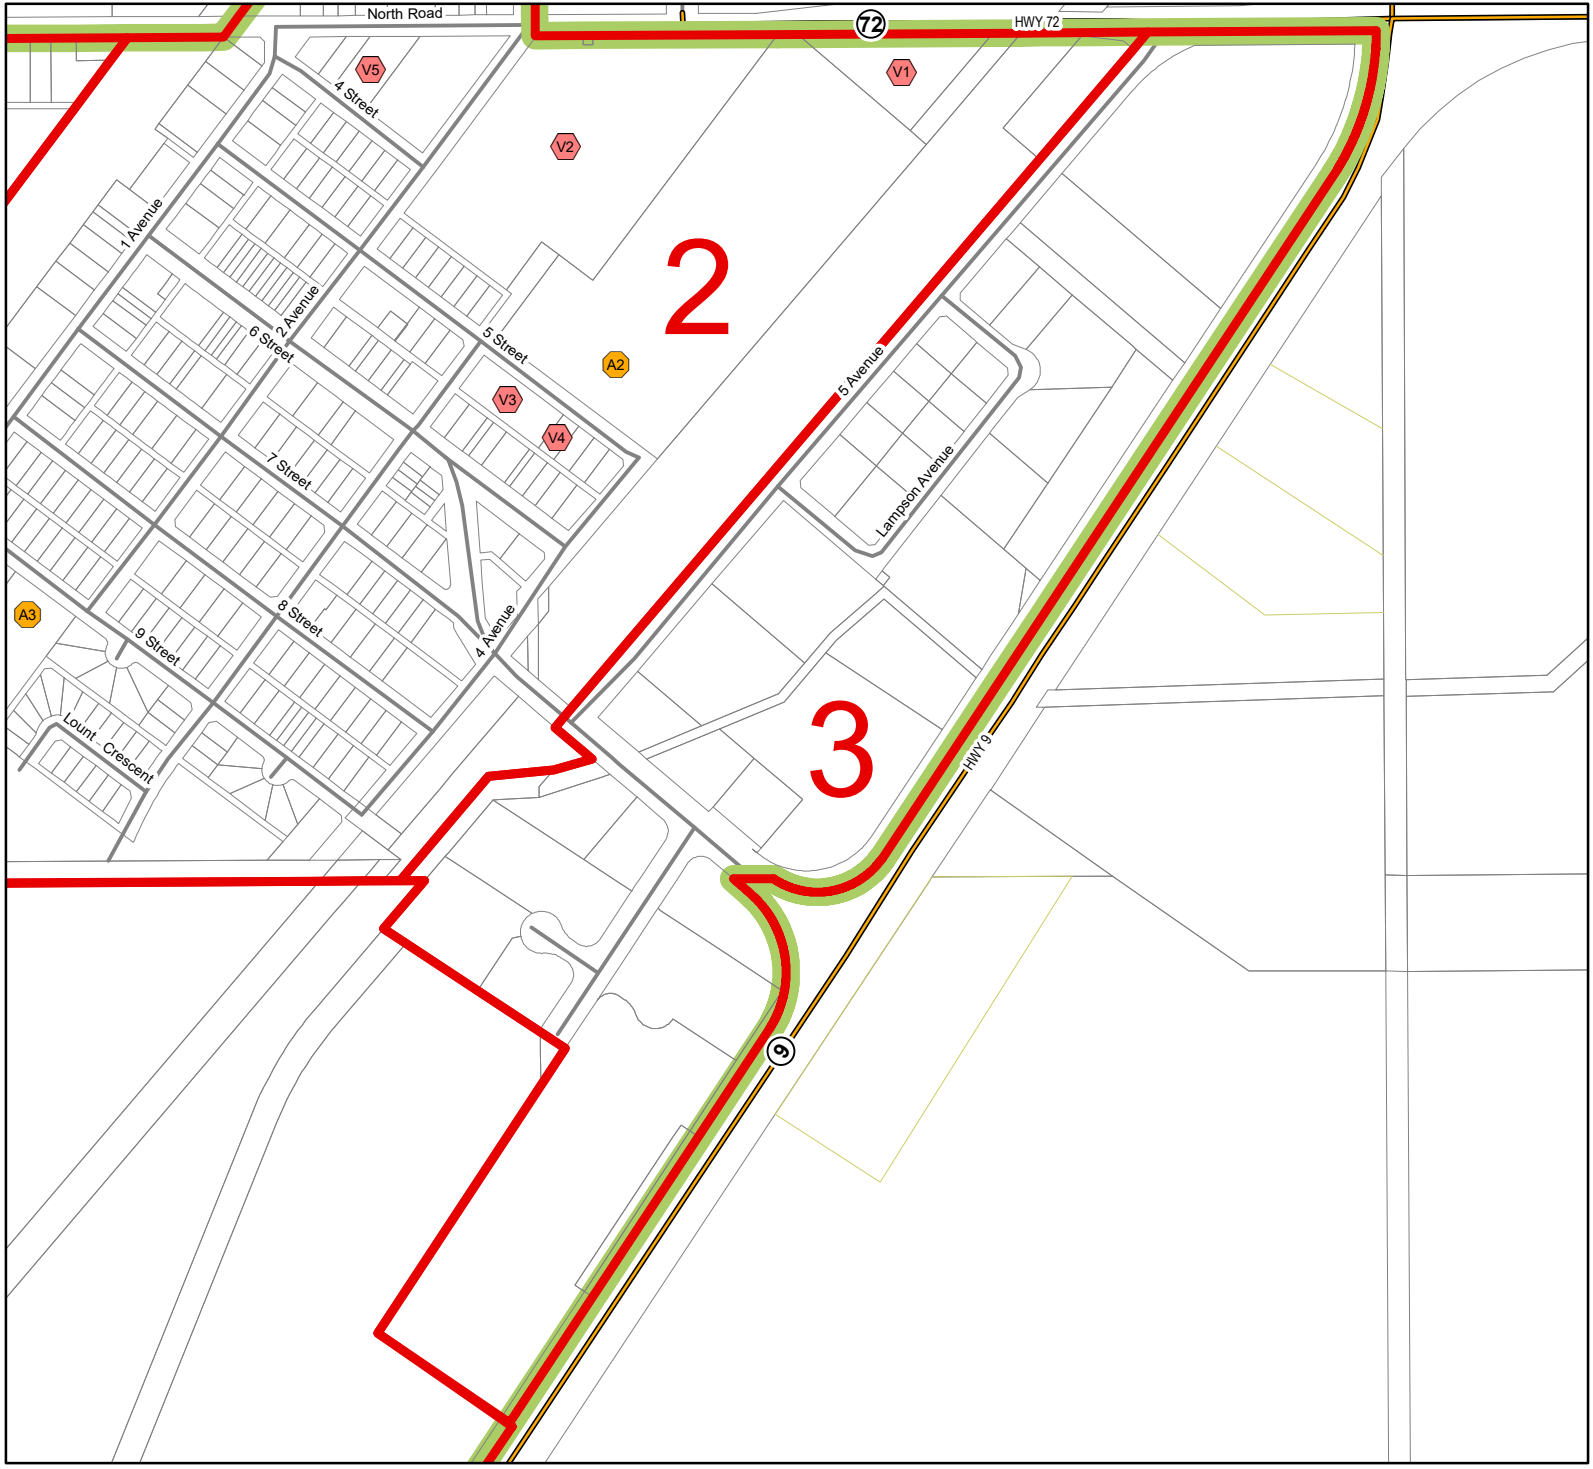 North Road
72
HWY 72
V5
V1
4 Street
V2
1 Avenue
2
2 Avenue
6 Street
5 Street
A2
5 Avenue
V3
V4
7 Street
Lampson Avenue
A3
8 Street
9 Street
4 Avenue
3
Lount Crescent
HWY 9
9